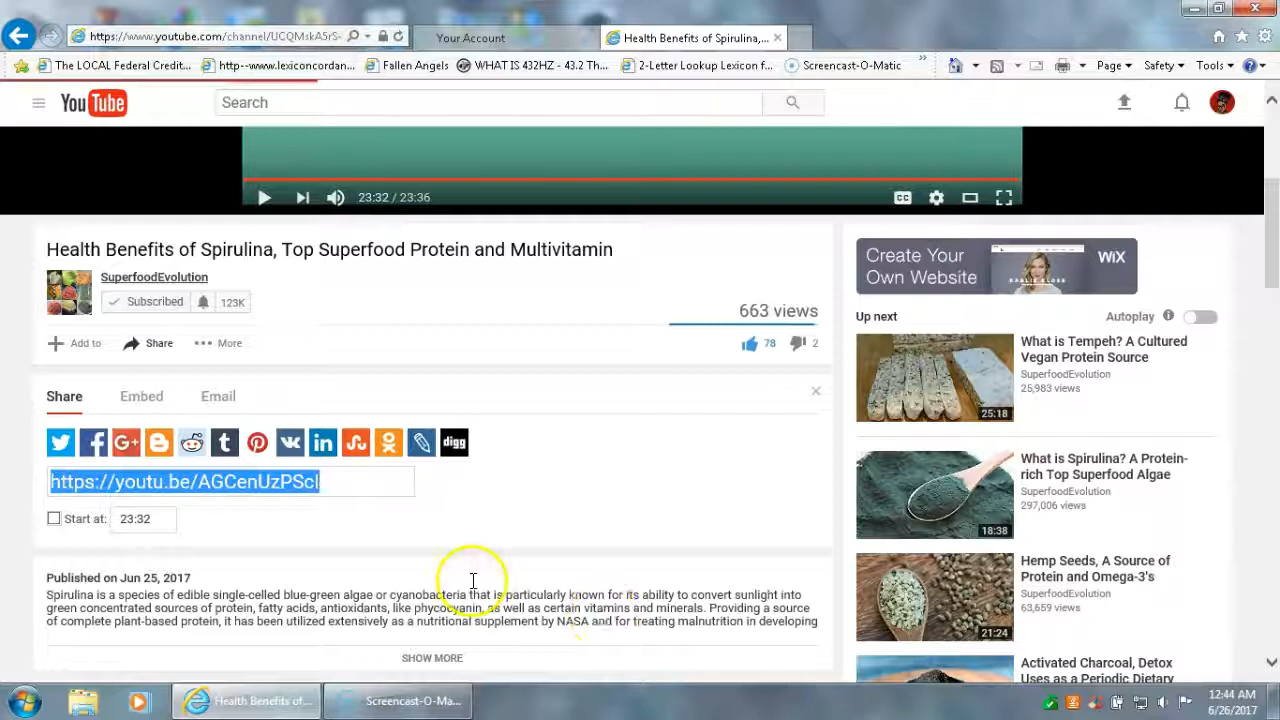 https://www.youtube.com/channel/UCQMskA5rS
Your Account
Health Benefits of Spirulina,...
The LOCAL Federal Credit...
http--www.lexiconcordan...
Fallen Angels
WHAT IS 432HZ - 43.2 Th...
2-Letter Lookup Lexicon f...
Screencast-O-Matic
Page
Safety
Tools
YouTube
Search
23:32 / 23:36
CC
Health Benefits of Spirulina, Top Superfood Protein and Multivitamin
SuperfoodEvolution
Subscribed 123K
663 views
Add to Share More
78 2
Share Embed Email
digg
https://youtu.be/AGCenUzPScI
Start at: 23:32
Published on Jun 25, 2017
Spirulina is a species of edible single-celled blue-green algae or cyanobacteria that is particularly known for its ability to convert sunlight into
green concentrated sources of protein, fatty acids, antioxidants, like phycocyanin, as well as certain vitamins and minerals. Providing a source
of complete plant-based protein, it has been utilized extensively as a nutritional supplement by NASA and for treating malnutrition in developing
SHOW MORE
Create Your
Own Website
KARLIE KLOSS
WiX
Up next
Autoplay
What is Tempeh? A Cultured
Vegan Protein Source
SuperfoodEvolution
25,983 views
25:18
What is Spirulina? A Protein-
rich Top Superfood Algae
SuperfoodEvolution
297,006 views
18:38
Hemp Seeds, A Source of
Protein and Omega-3's
SuperfoodEvolution
63,659 views
21:24
Activated Charcoal, Detox
Uses as a Periodic Dietary
Health Benefits of...
Screencast-O-Ma...
12:44 AM
6/26/2017